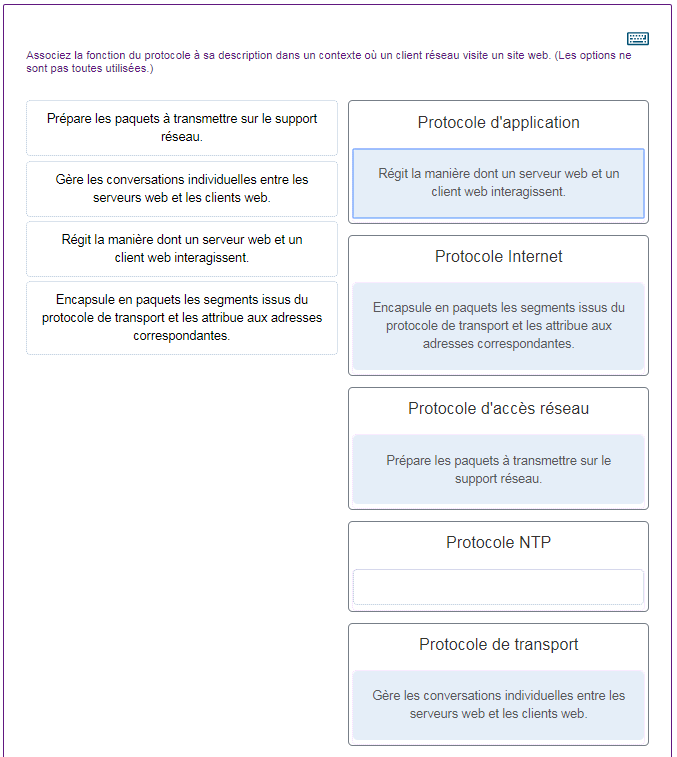 Associez la fonction du protocole à sa description dans un contexte où un client réseau visite un site web. (Les options ne
sont pas toutes utilisées.)
Prépare les paquets à transmettre sur le support
réseau.
Gère les conversations individuelles entre les
serveurs web et les clients web.
Régit la manière dont un serveur web et un
client web interagissent.
Encapsule en paquets les segments issus du
protocole de transport et les attribue aux adresses
correspondantes.
Protocole d'application
Régit la manière dont un serveur web et un
client web interagissent.
Protocole Internet
Encapsule en paquets les segments issus du
protocole de transport et les attribue aux
adresses correspondantes.
Protocole d'accès réseau
Prépare les paquets à transmettre sur le
support réseau.
Protocole NTP
Protocole de transport
Gère les conversations individuelles entre les
serveurs web et les clients web.